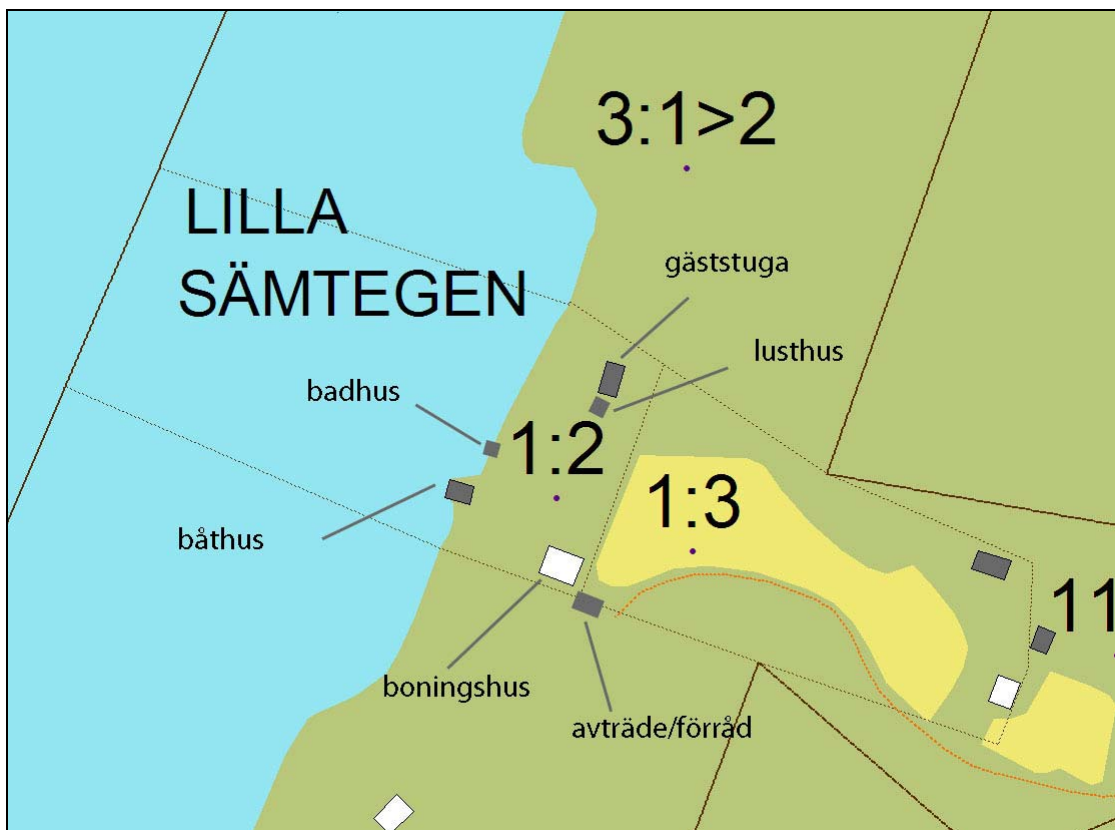 3:1>2
LILLA
SÄMTEGEN
gäststuga
lusthus
badhus
1:2
1:3
båthus
11
boningshus
avträde/förråd